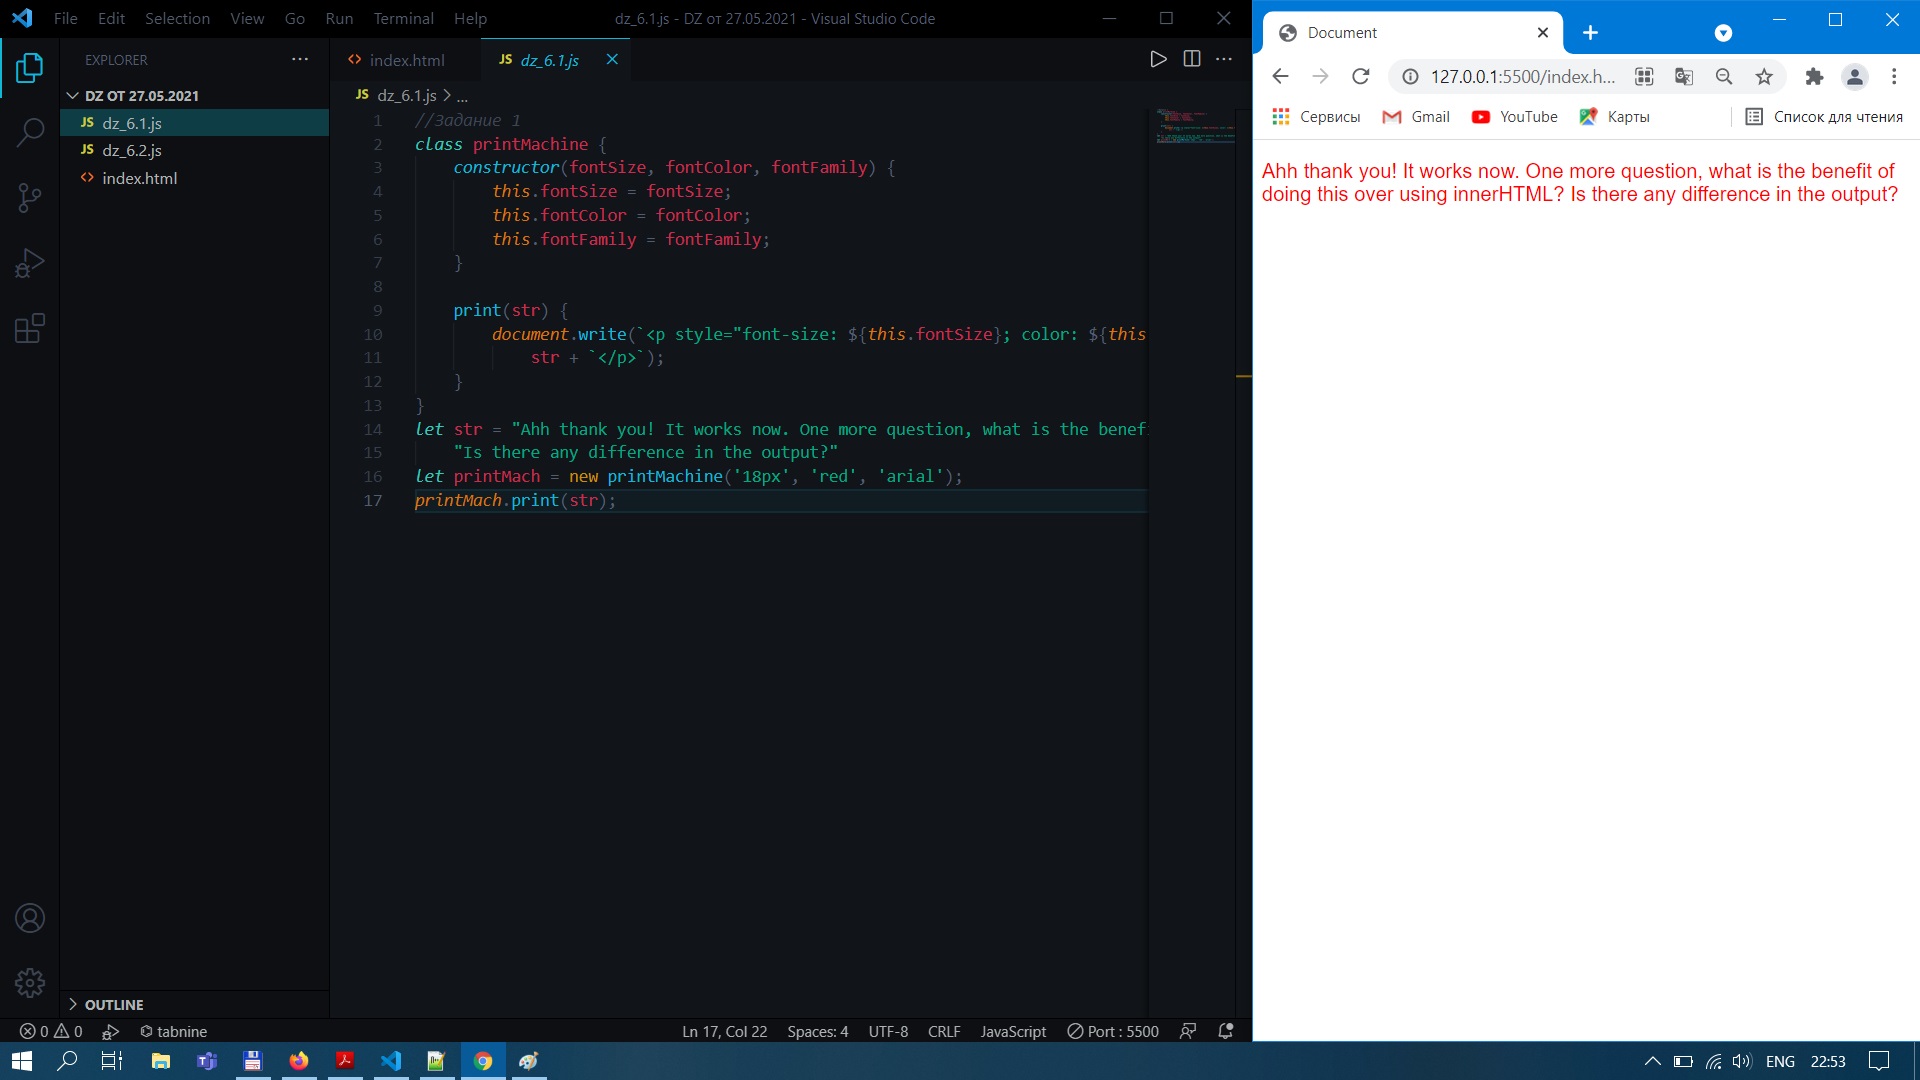 File Edit Selection View Go Run Terminal Help
dz_6.1.js - DZ от 27.05.2021 - Visual Studio Code
EXPLORER
DZ ОТ 27.05.2021
JS dz_6.1.js
JS dz_6.2.js
<> index.html
OUTLINE
<> index.html
JS dz_6.1.js
JS dz_6.1.js > ...
1 //Задание 1
2 class printMachine {
3 constructor(fontSize, fontColor, fontFamily) {
4 this.fontSize = fontSize;
5 this.fontColor = fontColor;
6 this.fontFamily = fontFamily;
7 }
8
9 print(str) {
10 document.write(`<p style="font-size: ${this.fontSize}; color: ${this
11 str + `</p>`);
12 }
13 }
14 let str = "Ahh thank you! It works now. One more question, what is the benef
15 "Is there any difference in the output?"
16 let printMach = new printMachine('18px', 'red', 'arial');
17 printMach.print(str);
0 0 tabnine
Ln 17, Col 22 Spaces: 4 UTF-8 CRLF JavaScript Port : 5500
Document
127.0.0.1:5500/index.h...
Сервисы Gmail YouTube Карты Список для чтения
Ahh thank you! It works now. One more question, what is the benefit of
doing this over using innerHTML? Is there any difference in the output?
ENG 22:53